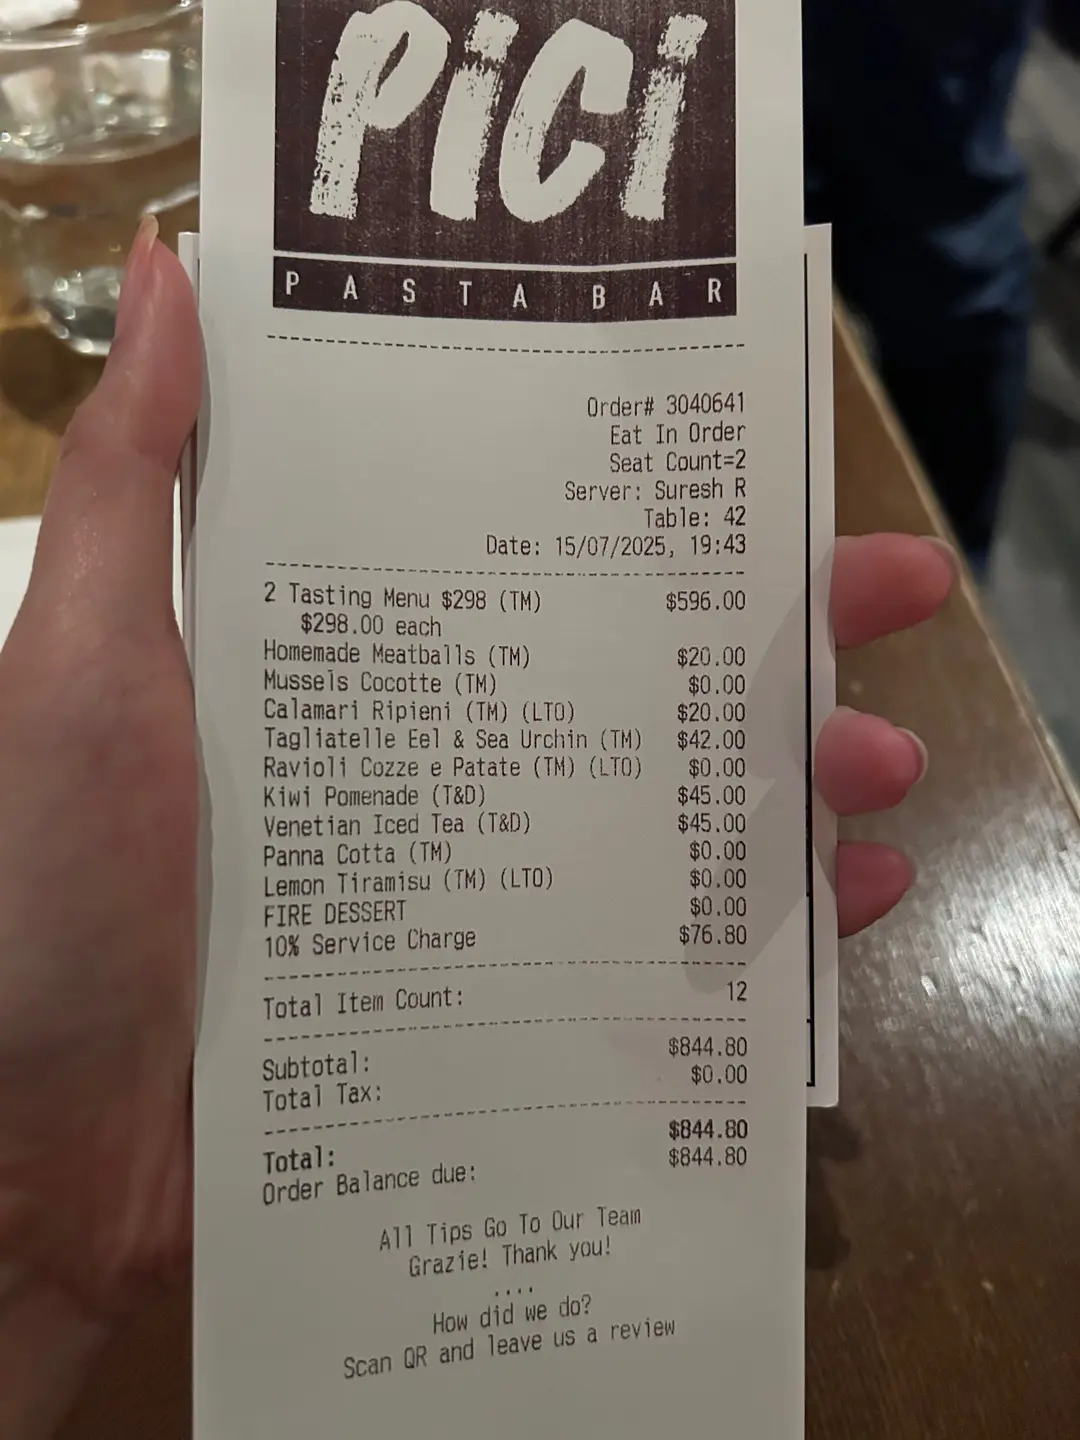 PiCi
PASTA BAR
Order# 3040641
Eat In Order
Seat Count=2
Server: Suresh R
Table: 42
Date: 15/07/2025, 19:43
2 Tasting Menu $298 (TM) $596.00
$298.00 each
Homemade Meatballs (TM) $20.00
Mussels Cocotte (TM) $0.00
Calamari Ripieni (TM) (LTO) $20.00
Tagliatelle Eel & Sea Urchin (TM) $42.00
Ravioli Cozze e Patate (TM) (LTO) $0.00
Kiwi Pomenade (T&D) $45.00
Venetian Iced Tea (T&D) $45.00
Panna Cotta (TM) $0.00
Lemon Tiramisu (TM) (LTO) $0.00
FIRE DESSERT $0.00
10% Service Charge $76.80
Total Item Count: 12
Subtotal: $844.80
Total Tax: $0.00
Total: $844.80
Order Balance due: $844.80
All Tips Go To Our Team
Grazie! Thank you!
....
How did we do?
Scan QR and leave us a review